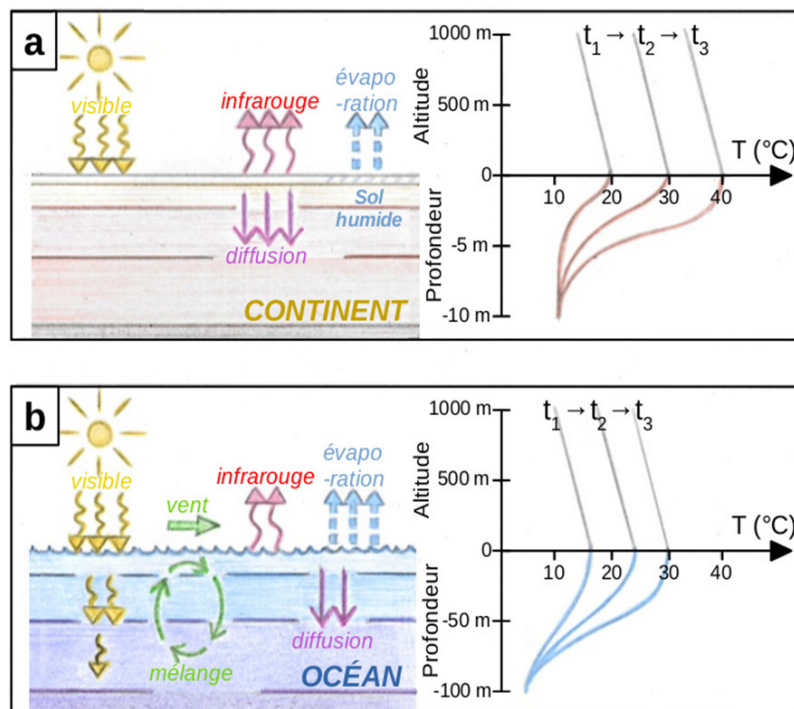 a
visible
infrarouge
évapo
-ration
Sol
humide
diffusion
CONTINENT
1000 m
t1 → t2 → t3
500 m
Altitude
T (°C)
0
10 20 30 40
Profondeur
-5 m
-10 m
b
visible
vent
infrarouge
évapo
-ration
diffusion
mélange
OCÉAN
1000 m
t1 → t2 → t3
500 m
Altitude
T (°C)
0
10 20 30 40
Profondeur
-50 m
-100 m